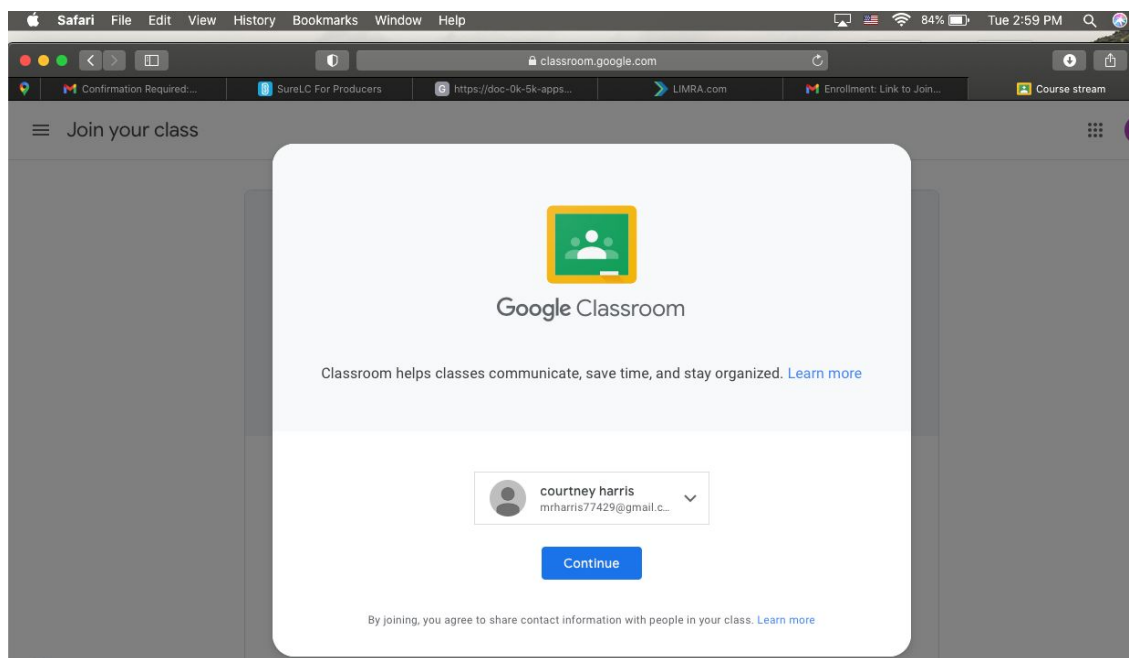 Safari File Edit View History Bookmarks Window Help 84% Tue 2:59 PM
classroom.google.com
Confirmation Required:... SureLC For Producers G https://doc-0k-5k-apps... LIMRA.com Enrollment: Link to Join... Course stream
Join your class
Google Classroom
Classroom helps classes communicate, save time, and stay organized. Learn more
courtney harris
mrharris77429@gmail.c...
Continue
By joining, you agree to share contact information with people in your class. Learn more